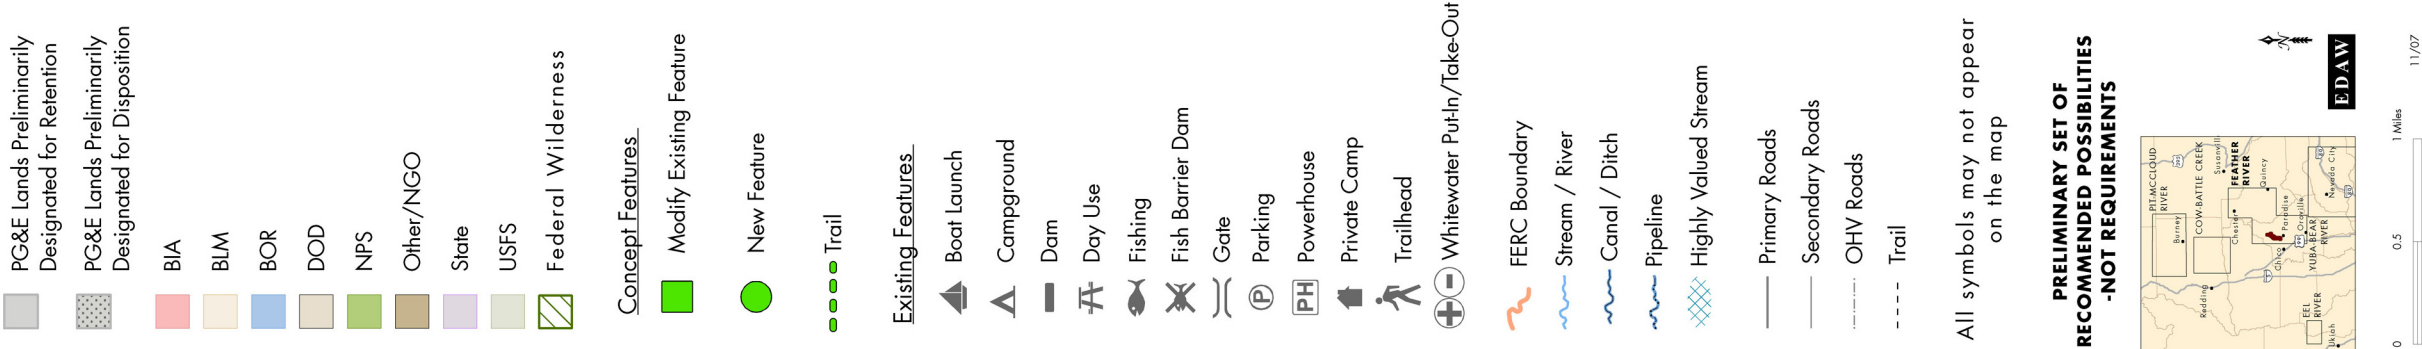 PG&E Lands Preliminarily
Designated for Retention
PG&E Lands Preliminarily
Designated for Disposition
BIA
BLM
BOR
DOD
NPS
Other/NGO
State
USFS
Federal Wilderness
Concept Features
Modify Existing Feature
New Feature
Trail
Existing Features
Boat Launch
Campground
Dam
Day Use
Fishing
Fish Barrier Dam
Gate
P
Parking
PH
Powerhouse
Private Camp
Trailhead
Whitewater Put-In/Take-Out
FERC Boundary
Stream / River
Canal / Ditch
Pipeline
Highly Valued Stream
Primary Roads
Secondary Roads
OHV Roads
Trail
All symbols may not appear
on the map
PRELIMINARY SET OF
RECOMMENDED POSSIBILITIES
-NOT REQUIREMENTS
PIT-MCCLOUD
RIVER
Burney
COW-BATTLE CREEK
Susanville
Redding
Chester
FEATHER
RIVER
Quincy
Chico
Paradise
Oroville
YUBA-BEAR
RIVER
Nevada City
EEL
RIVER
Ukiah
N
EDAW
0
0.5
1 Miles
11/07